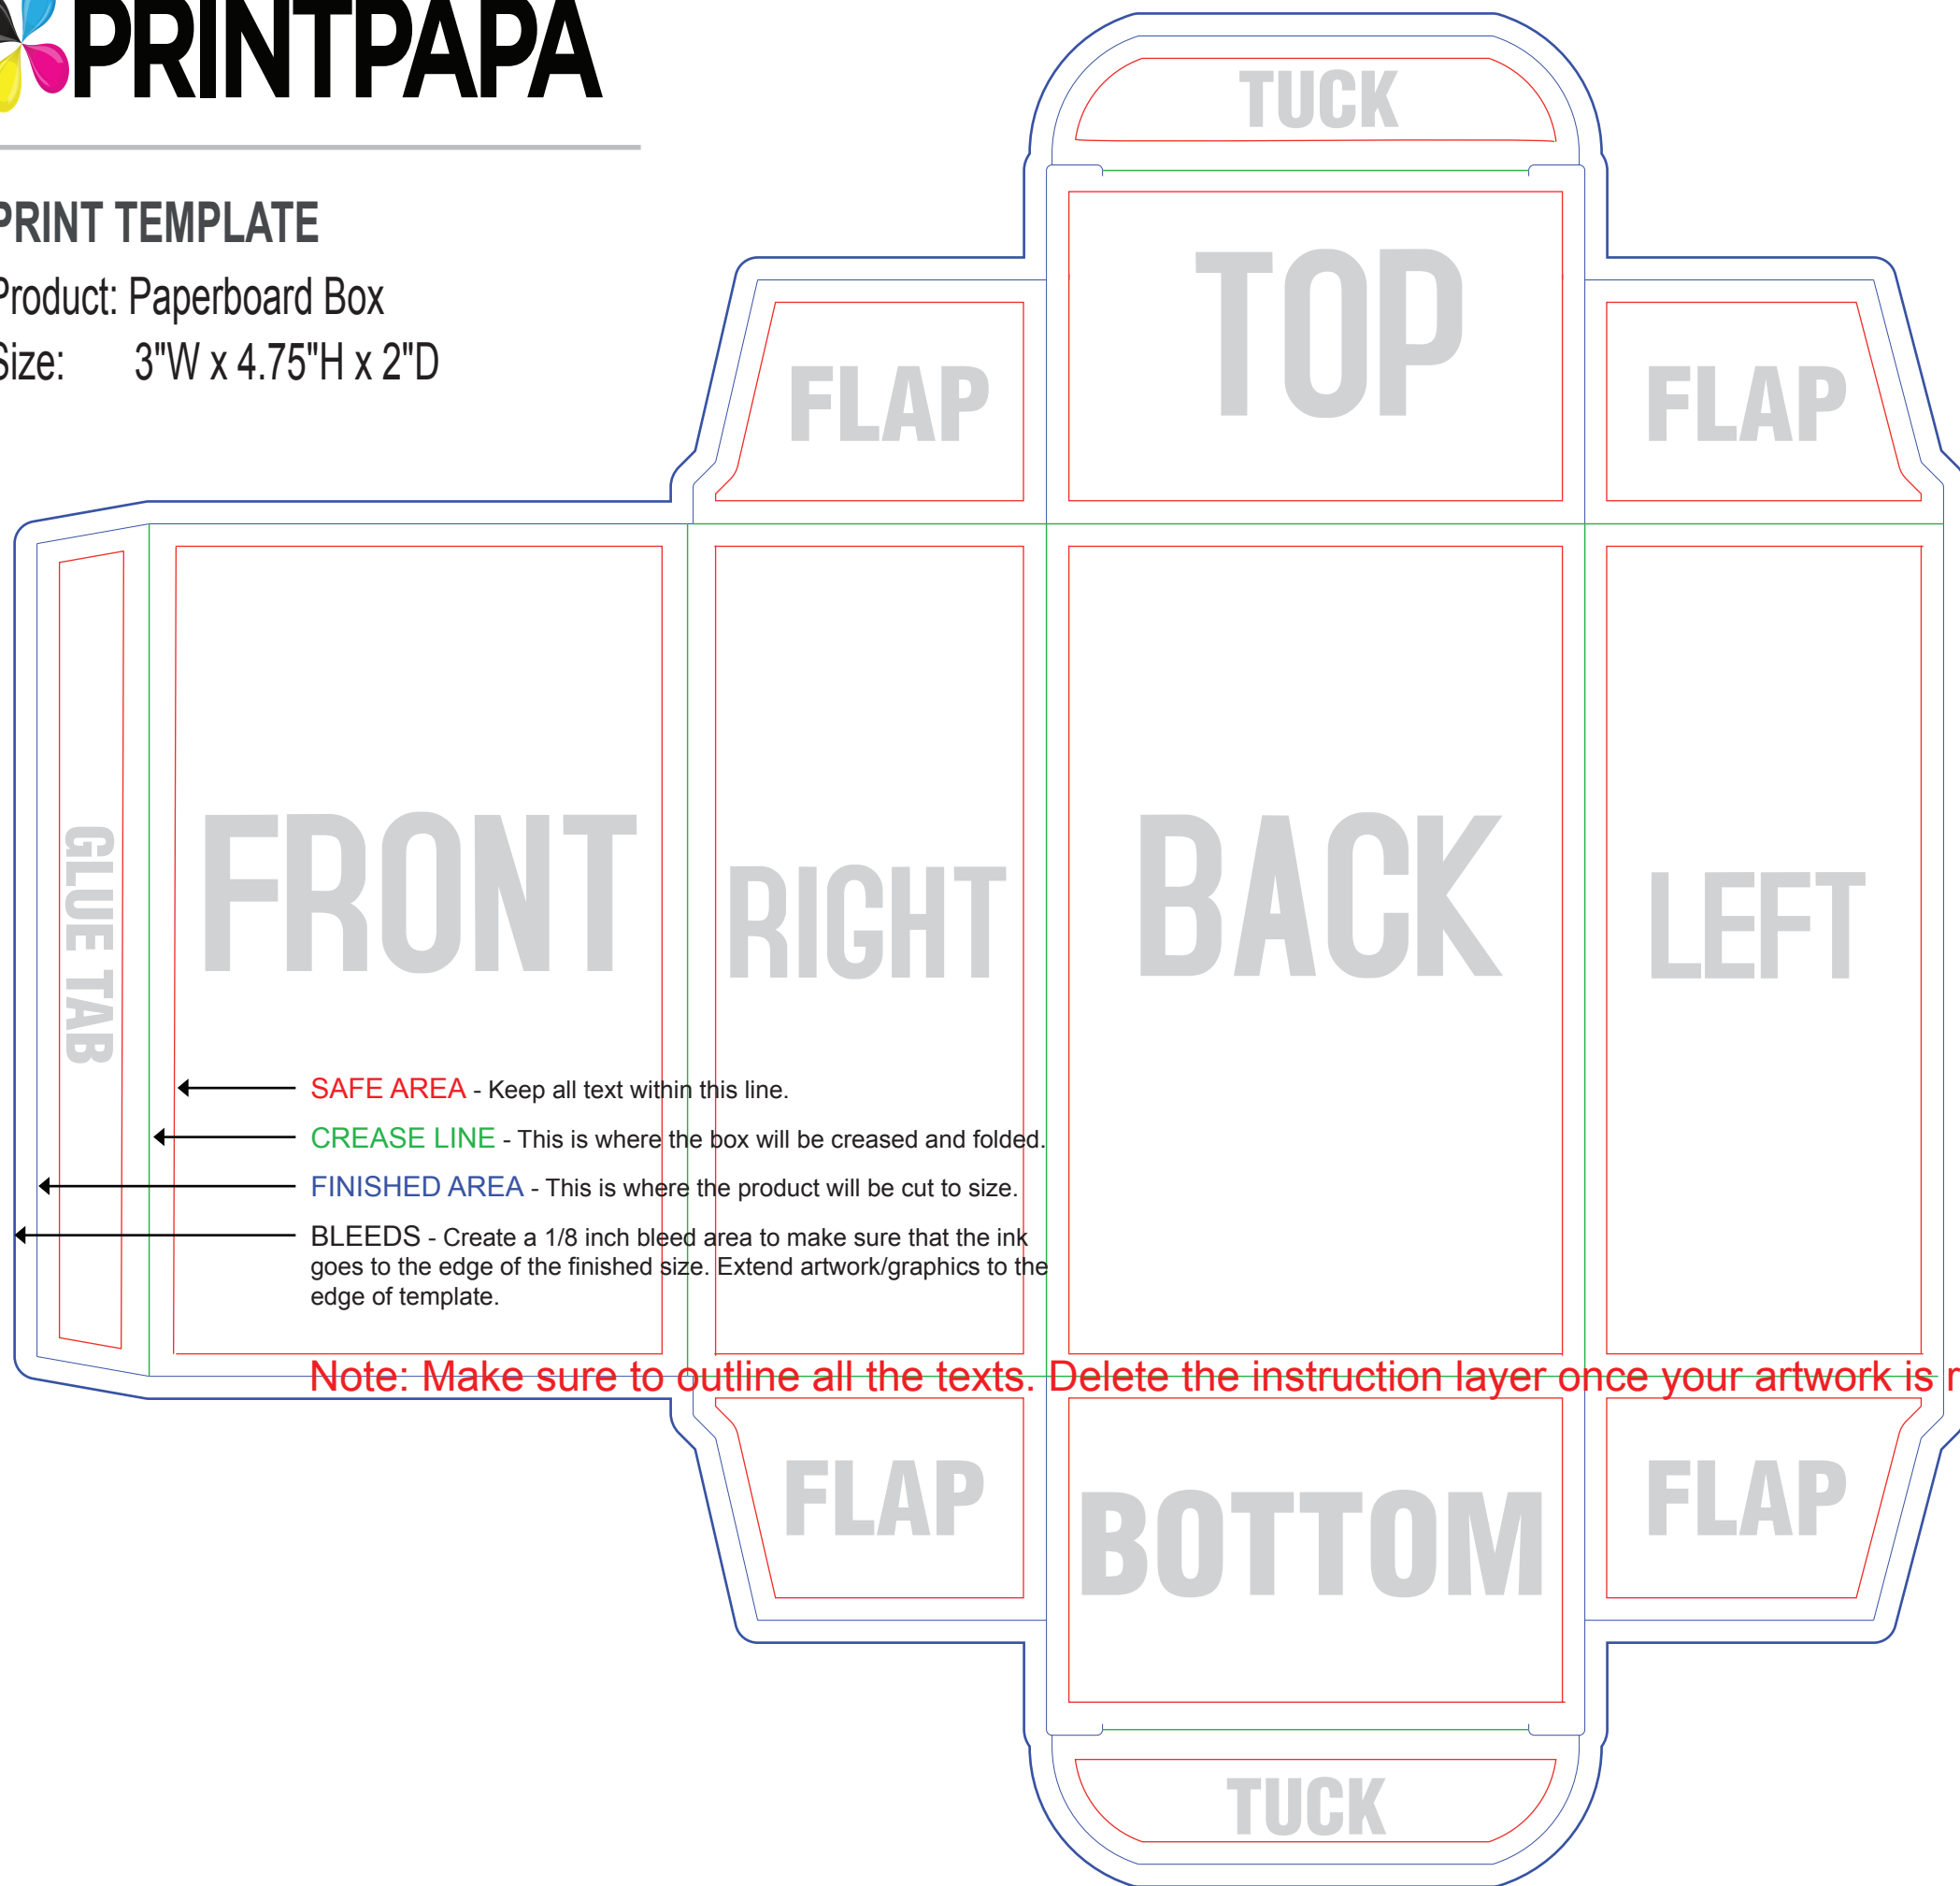 PRINTPAPA
PRINT TEMPLATE
Product: Paperboard Box
Size: 3"W x 4.75"H x 2"D
TUCK
TOP
FLAP
FLAP
GLUE TAB
FRONT
RIGHT
BACK
LEFT
SAFE AREA - Keep all text within this line.
CREASE LINE - This is where the box will be creased and folded.
FINISHED AREA - This is where the product will be cut to size.
BLEEDS - Create a 1/8 inch bleed area to make sure that the ink
goes to the edge of the finished size. Extend artwork/graphics to the
edge of template.
Note: Make sure to outline all the texts. Delete the instruction layer once your artwork is
FLAP
BOTTOM
FLAP
TUCK